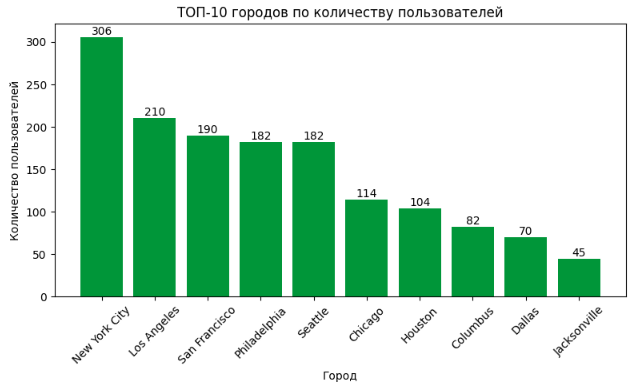 ТОП-10 городов по количеству пользователей
Количество пользователей
300
250
200
150
100
50
0
306
210
190
182
182
114
104
82
70
45
New York City
Los Angeles
San Francisco
Philadelphia
Seattle
Chicago
Houston
Columbus
Dallas
Jacksonville
Город